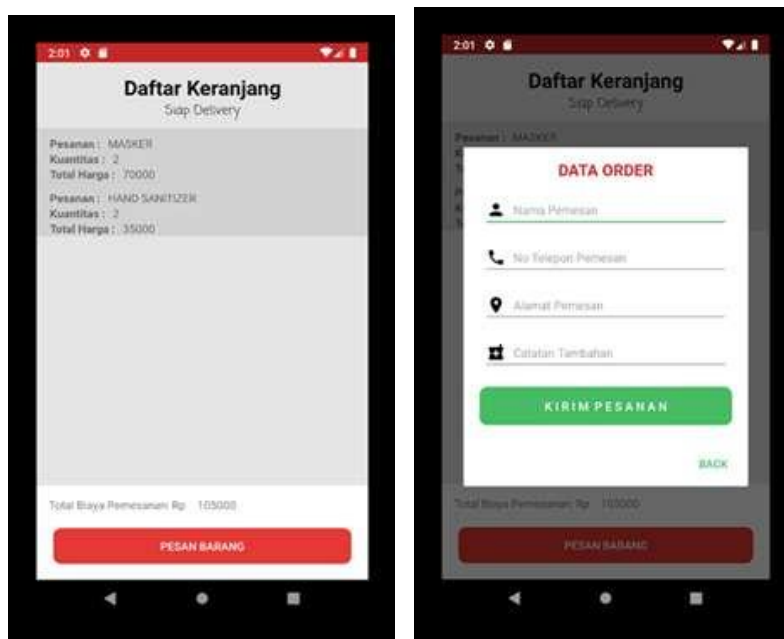 2:01
Daftar Keranjang
Siap Delivery
Pesanan : MASKER
Kuantitas : 2
Total Harga : 70000
Pesanan : HAND SANITIZER
Kuantitas : 2
Total Harga : 35000
Total Biaya Pemesanan: Rp 105000
PESAN BARANG
2:01
Daftar Keranjang
Siap Delivery
Pesanan : MASKER
DATA ORDER
Nama Pemesan
No Telepon Pemesan
Alamat Pemesan
Catatan Tambahan
KIRIM PESANAN
BACK
Total Biaya Pemesanan: Rp 105000
PESAN BARANG